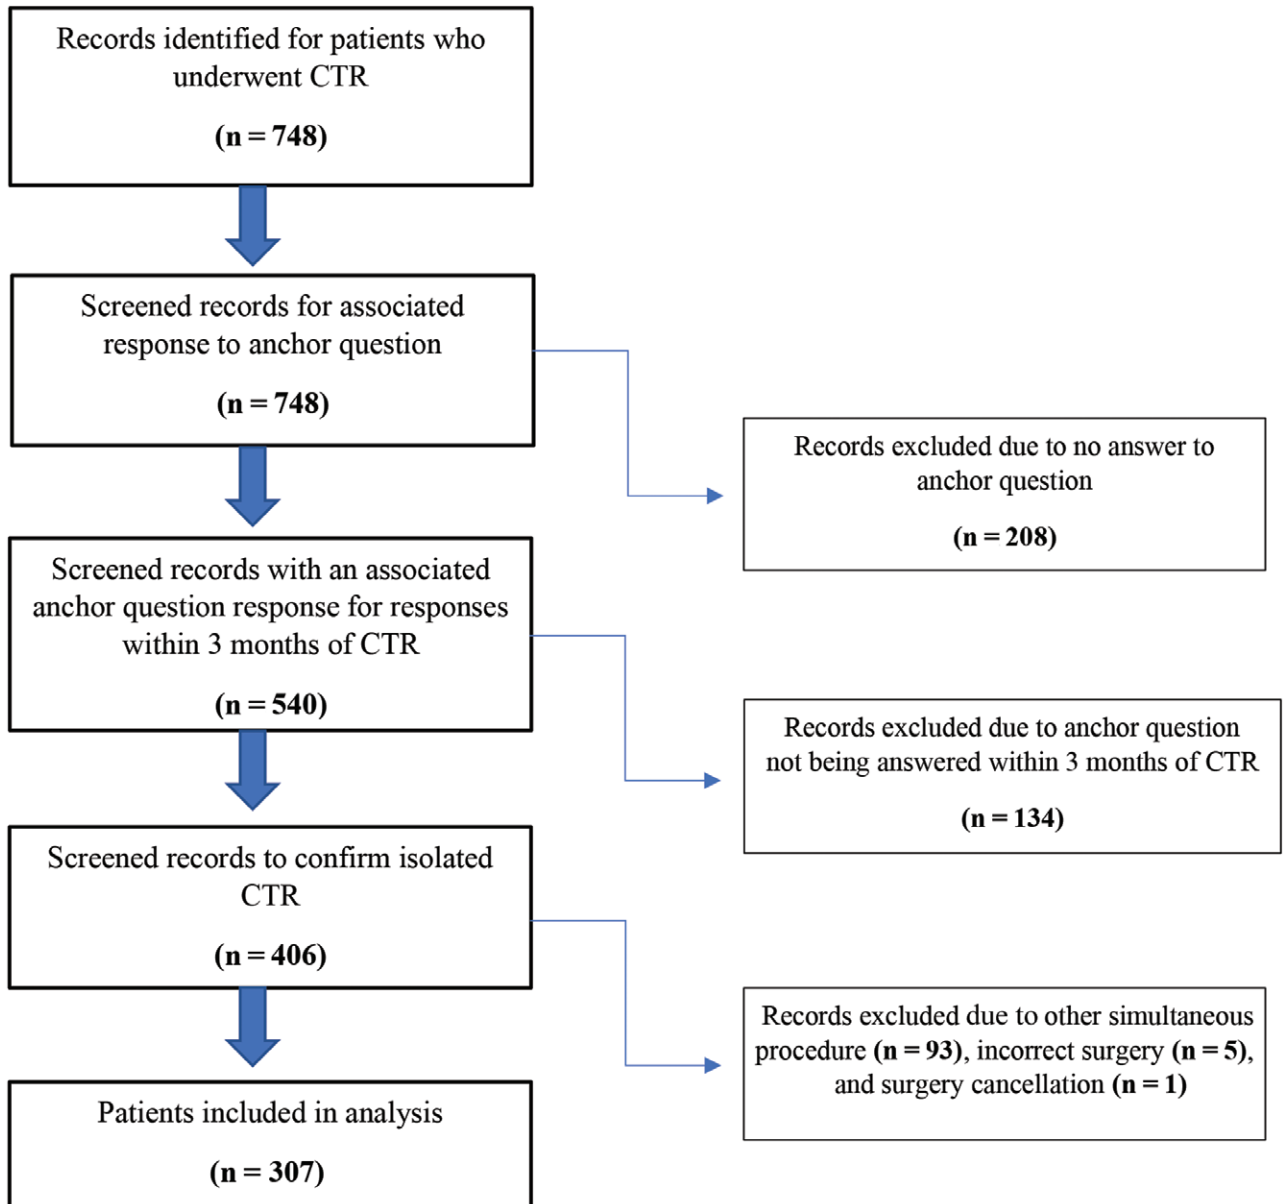 Records identified for patients who
underwent CTR
(n = 748)
Screened records for associated
response to anchor question
(n = 748)
Records excluded due to no answer to
anchor question
(n = 208)
Screened records with an associated
anchor question response for responses
within 3 months of CTR
(n = 540)
Records excluded due to anchor question
not being answered within 3 months of CTR
(n = 134)
Screened records to confirm isolated
CTR
(n = 406)
Records excluded due to other simultaneous
procedure (n = 93), incorrect surgery (n = 5),
and surgery cancellation (n = 1)
Patients included in analysis
(n = 307)